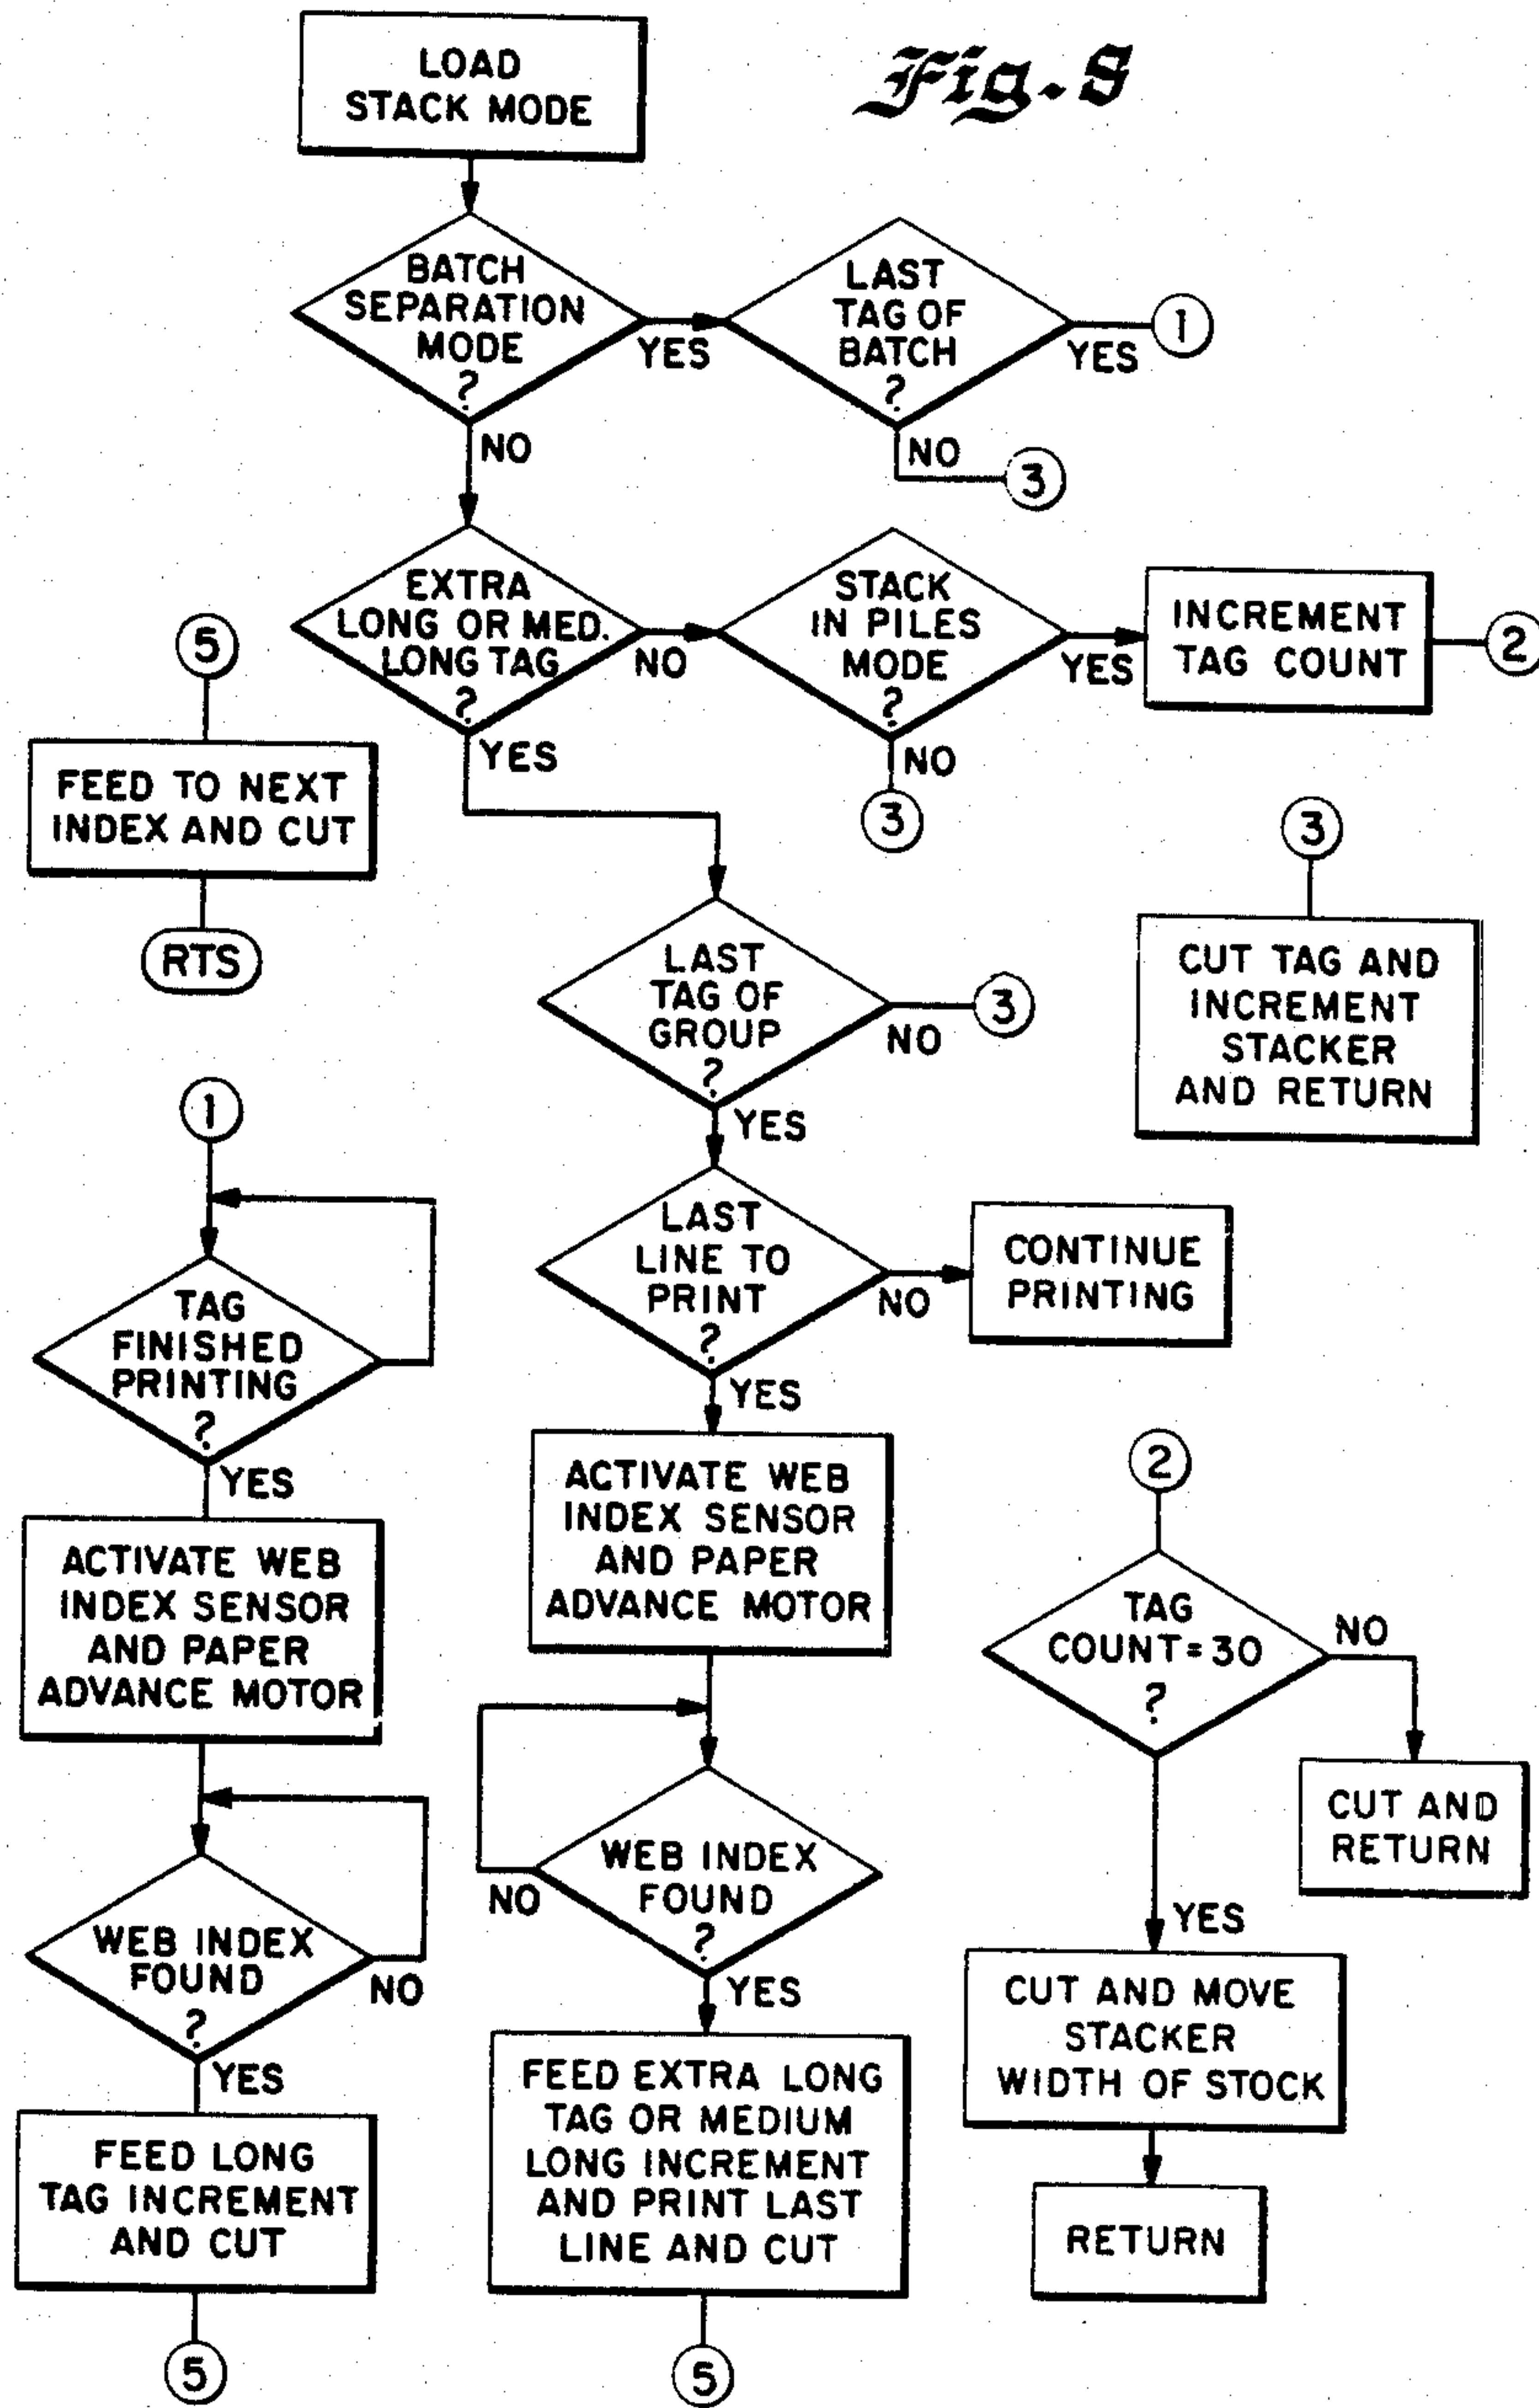 Fig. 8
LOAD
STACK MODE
BATCH
SEPARATION
MODE
?
YES
NO
LAST
TAG OF
BATCH
?
YES
1
NO
3
EXTRA
LONG OR MED.
LONG TAG
?
NO
YES
STACK
IN PILES
MODE
?
YES
NO
3
INCREMENT
TAG COUNT
2
5
FEED TO NEXT
INDEX AND CUT
RTS
3
CUT TAG AND
INCREMENT
STACKER
AND RETURN
LAST
TAG OF
GROUP
?
NO
3
YES
LAST
LINE TO
PRINT
?
NO
CONTINUE
PRINTING
YES
ACTIVATE WEB
INDEX SENSOR
AND PAPER
ADVANCE MOTOR
WEB INDEX
FOUND
?
NO
YES
FEED EXTRA LONG
TAG OR MEDIUM
LONG INCREMENT
AND PRINT LAST
LINE AND CUT
5
1
TAG
FINISHED
PRINTING
?
YES
ACTIVATE WEB
INDEX SENSOR
AND PAPER
ADVANCE MOTOR
WEB INDEX
FOUND
?
NO
YES
FEED LONG
TAG INCREMENT
AND CUT
5
2
TAG
COUNT=30
?
NO
CUT AND
RETURN
YES
CUT AND MOVE
STACKER
WIDTH OF STOCK
RETURN